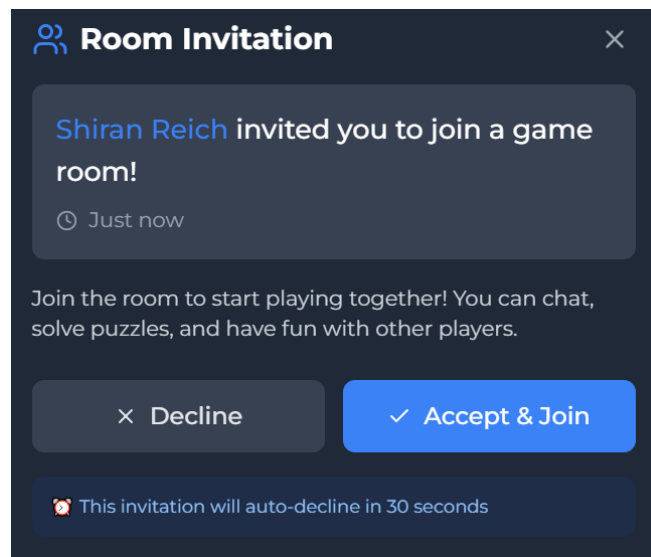 Room Invitation
Shiran Reich invited you to join a game
room!
Just now
Join the room to start playing together! You can chat,
solve puzzles, and have fun with other players.
Decline
Accept & Join
This invitation will auto-decline in 30 seconds